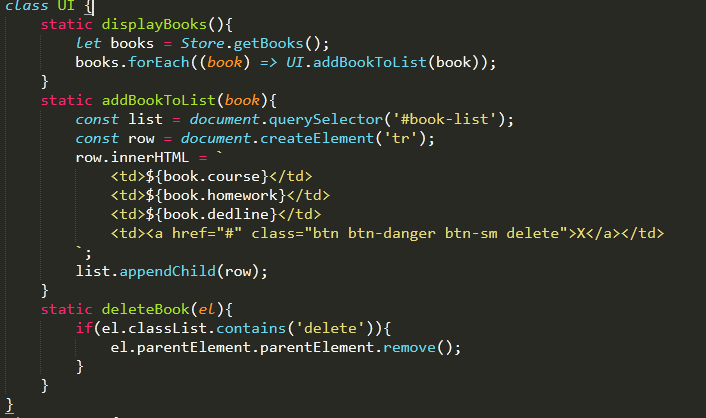 class UI {
    static displayBooks(){
        let books = Store.getBooks();
        books.forEach((book) => UI.addBookToList(book));
    }
    static addBookToList(book){
        const list = document.querySelector('#book-list');
        const row = document.createElement('tr');
        row.innerHTML = `
            <td>${book.course}</td>
            <td>${book.homework}</td>
            <td>${book.dedline}</td>
            <td><a href="#" class="btn btn-danger btn-sm delete">X</a></td>
        `;
        list.appendChild(row);
    }
    static deleteBook(el){
        if(el.classList.contains('delete')){
            el.parentElement.parentElement.remove();
        }
    }
}